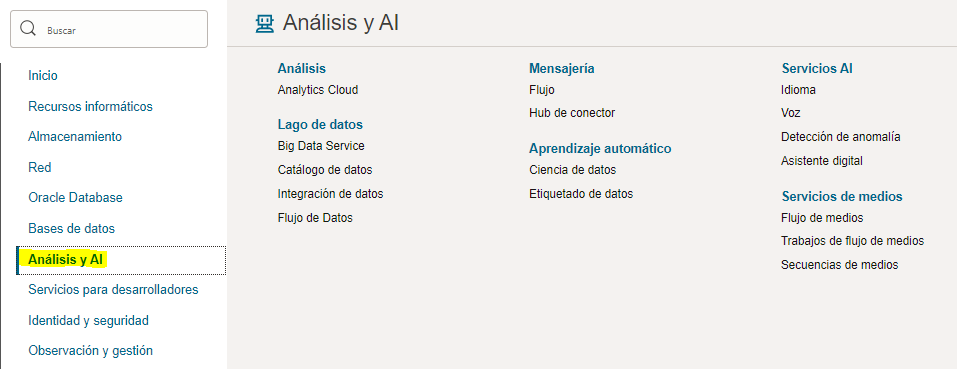 Buscar
Inicio
Recursos informáticos
Almacenamiento
Red
Oracle Database
Bases de datos
Análisis y AI
Servicios para desarrolladores
Identidad y seguridad
Observación y gestión
Análisis y AI
Análisis
Analytics Cloud
Lago de datos
Big Data Service
Catálogo de datos
Integración de datos
Flujo de Datos
Mensajería
Flujo
Hub de conector
Aprendizaje automático
Ciencia de datos
Etiquetado de datos
Servicios AI
Idioma
Voz
Detección de anomalía
Asistente digital
Servicios de medios
Flujo de medios
Trabajos de flujo de medios
Secuencias de medios